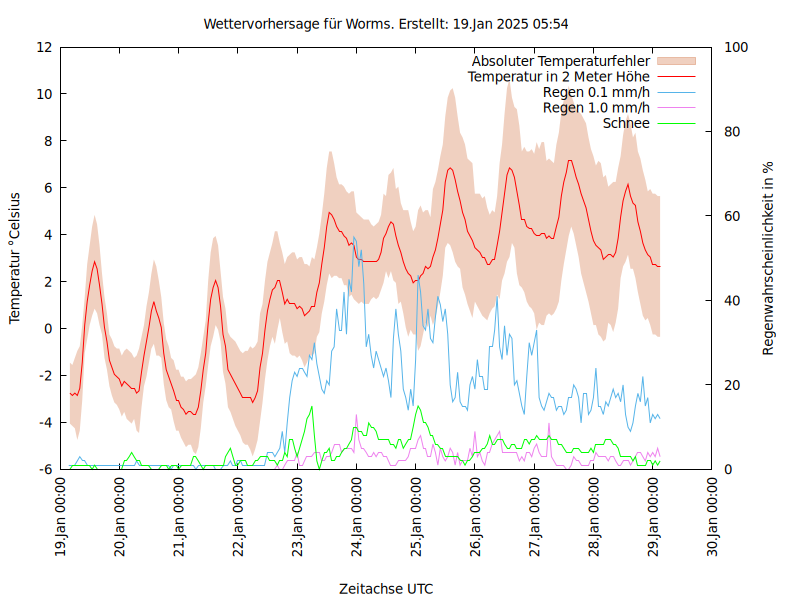 Wettervorhersage für Worms. Erstellt: 19.Jan 2025 05:54
Absoluter Temperaturfehler
Temperatur in 2 Meter Höhe
Regen 0.1 mm/h
Regen 1.0 mm/h
Schnee
Temperatur °Celsius
12
10
8
6
4
2
0
-2
-4
-6
Regenwahrscheinlichkeit in %
100
80
60
40
20
0
19.Jan 00:00
20.Jan 00:00
21.Jan 00:00
22.Jan 00:00
23.Jan 00:00
24.Jan 00:00
25.Jan 00:00
26.Jan 00:00
27.Jan 00:00
28.Jan 00:00
29.Jan 00:00
30.Jan 00:00
Zeitachse UTC